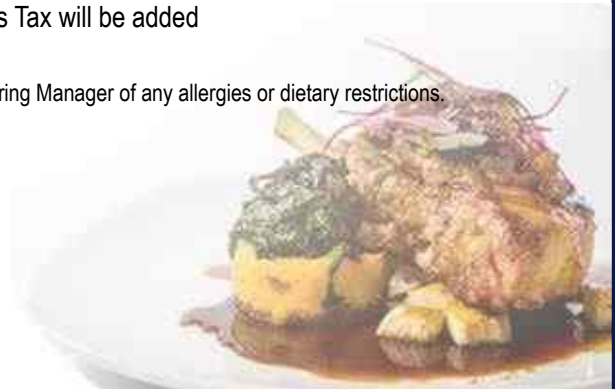 s Tax will be added
ring Manager of any allergies or dietary restrictions.